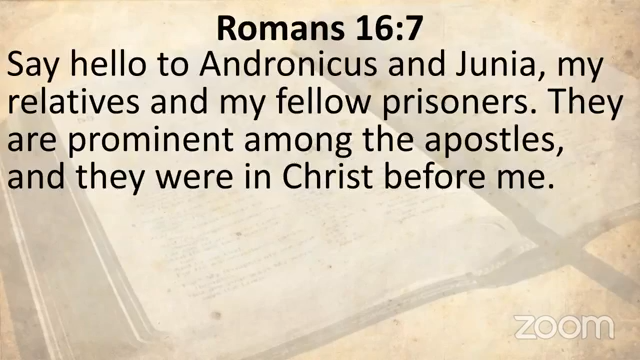 Romans 16:7
Say hello to Andronicus and Junia, my
relatives and my fellow prisoners. They
are prominent among the apostles,
and they were in Christ before me.
zoom